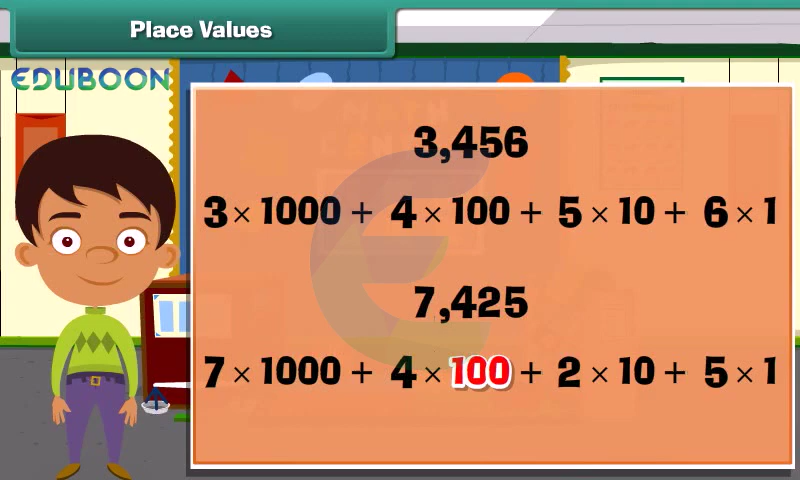 Place Values
EDUBOON
MATH
3,456
3 × 1000 + 4 × 100 + 5 × 10 + 6 × 1
7,425
7 × 1000 + 4 × 100 + 2 × 10 + 5 × 1